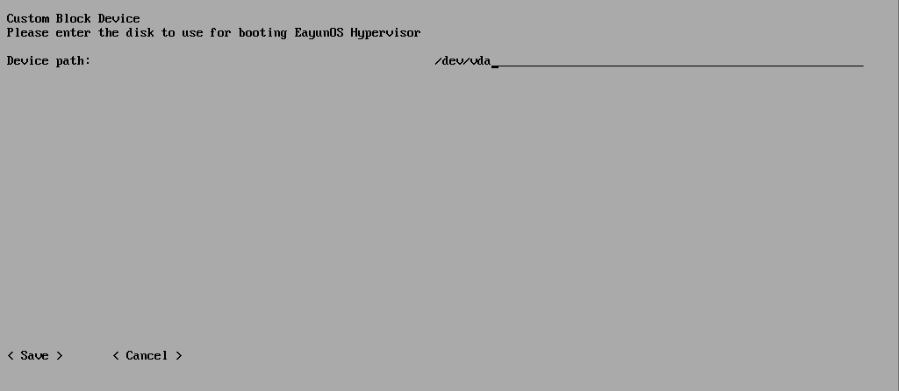 Custom Block Device
Please enter the disk to use for booting EayunOS Hypervisor
Device path: /dev/vda
< Save > < Cancel >